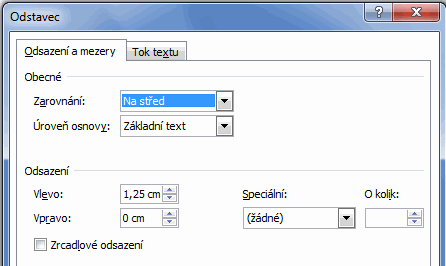 Odstavec
Odsazení a mezery Tok textu
Obecné
Zarovnání: Na střed
Úroveň osnovy: Základní text
Odsazení
Vlevo: 1,25 cm Speciální: O kolik:
Vpravo: 0 cm (žádné)
Zrcadlové odsazení